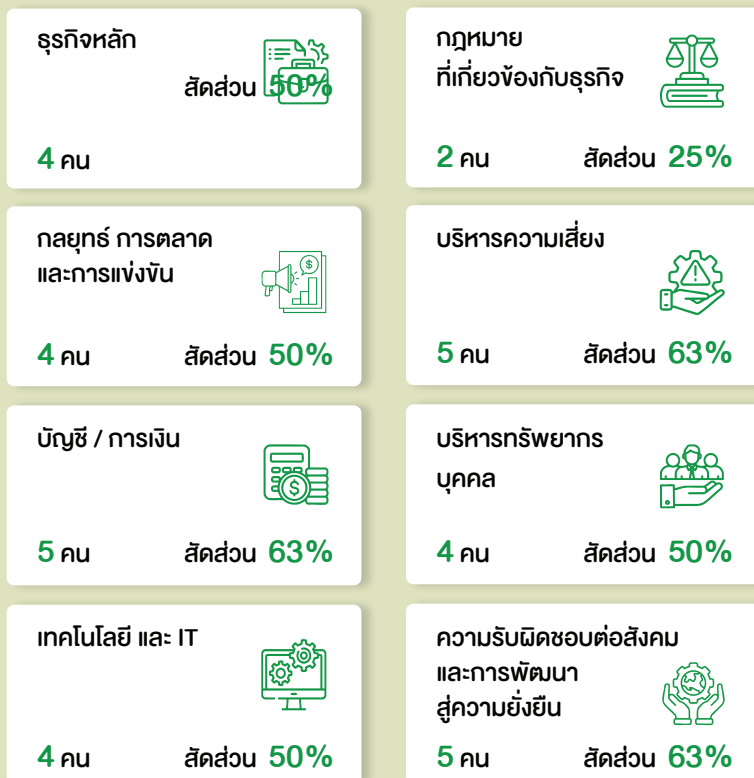 ธุรกิจหลัก
สัดส่วน 50%
4 คน
กฎหมาย
ที่เกี่ยวข้องกับธุรกิจ
2 คน สัดส่วน 25%
กลยุทธ์ การตลาด
และการแข่งขัน
4 คน สัดส่วน 50%
บริหารความเสี่ยง
5 คน สัดส่วน 63%
บัญชี / การเงิน
5 คน สัดส่วน 63%
บริหารทรัพยากร
บุคคล
4 คน สัดส่วน 50%
เทคโนโลยี และ IT
4 คน สัดส่วน 50%
ความรับผิดชอบต่อสังคม
และการพัฒนา
สู่ความยั่งยืน
5 คน สัดส่วน 63%